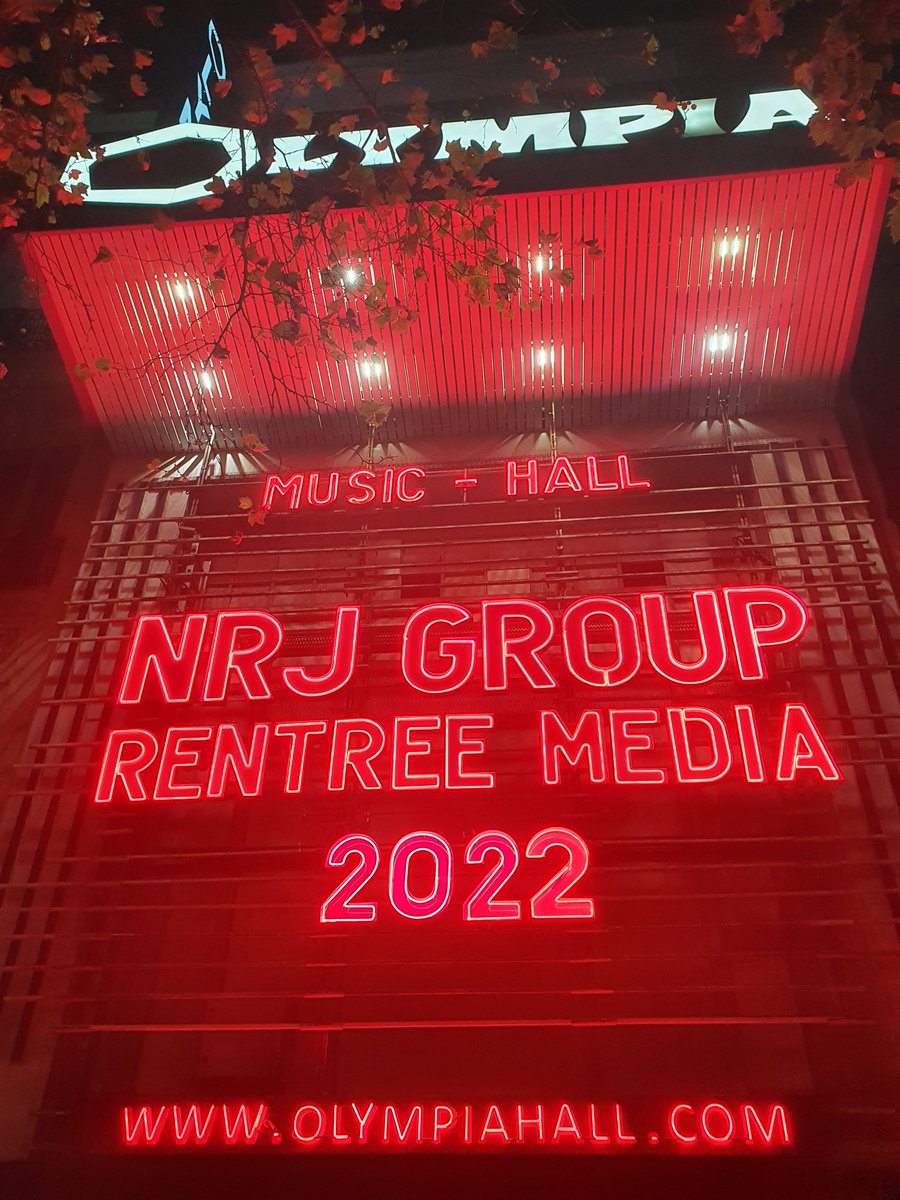 OLYMPIA
MUSIC - HALL
NRJ GROUP
RENTREE MEDIA
2022
WWW.OLYMPIAHALL.COM